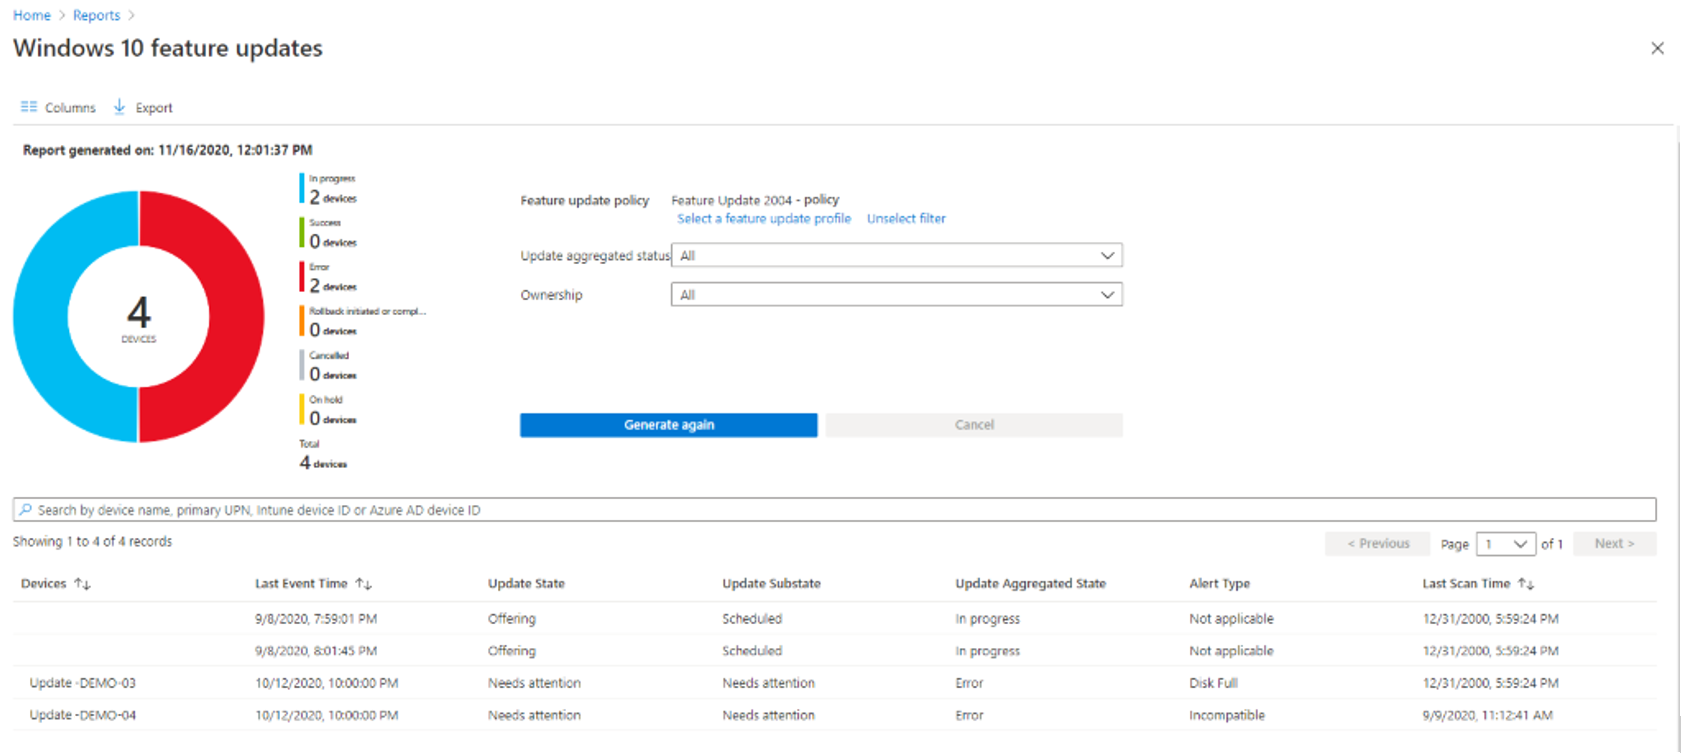 Home > Reports >
Windows 10 feature updates
Columns Export
Report generated on: 11/16/2020, 12:01:37 PM
4
DEVICES
In progress
2 devices
Success
0 devices
Error
2 devices
Rollback initiated or compl...
0 devices
Cancelled
0 devices
On hold
0 devices
Total
4 devices
Feature update policy Feature Update 2004 - policy
Select a feature update profile Unselect filter
Update aggregated status All
Ownership All
Generate again Cancel
Search by device name, primary UPN, Intune device ID or Azure AD device ID
Showing 1 to 4 of 4 records
< Previous Page 1 of 1 Next >
Devices ↑↓ Last Event Time ↑↓ Update State Update Substate Update Aggregated State Alert Type Last Scan Time ↑↓
9/8/2020, 7:59:01 PM Offering Scheduled In progress Not applicable 12/31/2000, 5:59:24 PM
9/8/2020, 8:01:45 PM Offering Scheduled In progress Not applicable 12/31/2000, 5:59:24 PM
Update -DEMO-03 10/12/2020, 10:00:00 PM Needs attention Needs attention Error Disk Full 12/31/2000, 5:59:24 PM
Update -DEMO-04 10/12/2020, 10:00:00 PM Needs attention Needs attention Error Incompatible 9/9/2020, 11:12:41 AM